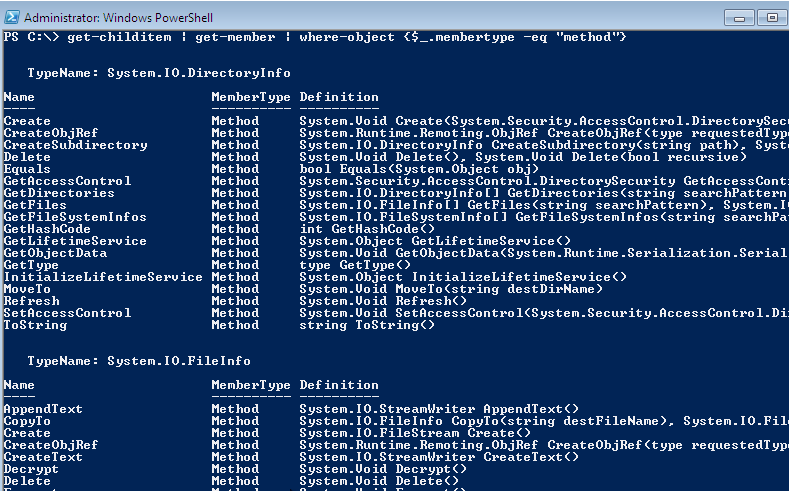 Administrator: Windows PowerShell
PS C:\> get-childitem | get-member | where-object {$_.membertype -eq "method"}
TypeName: System.IO.DirectoryInfo
Name MemberType Definition
---- ---------- ----------
Create Method System.Void Create(System.Security.AccessControl.DirectorySec
CreateObjRef Method System.Runtime.Remoting.ObjRef CreateObjRef(type requestedType
CreateSubdirectory Method System.IO.DirectoryInfo CreateSubdirectory(string path), Syst
Delete Method System.Void Delete(), System.Void Delete(bool recursive)
Equals Method bool Equals(System.Object obj)
GetAccessControl Method System.Security.AccessControl.DirectorySecurity GetAccessContr
GetDirectories Method System.IO.DirectoryInfo[] GetDirectories(string searchPattern
GetFiles Method System.IO.FileInfo[] GetFiles(string searchPattern), System.IO
GetFileSystemInfos Method System.IO.FileSystemInfo[] GetFileSystemInfos(string searchPa
GetHashCode Method int GetHashCode()
GetLifetimeService Method System.Object GetLifetimeService()
GetObjectData Method System.Void GetObjectData(System.Runtime.Serialization.Serial
GetType Method type GetType()
InitializeLifetimeService Method System.Object InitializeLifetimeService()
MoveTo Method System.Void MoveTo(string destDirName)
Refresh Method System.Void Refresh()
SetAccessControl Method System.Void SetAccessControl(System.Security.AccessControl.Di
ToString Method string ToString()
TypeName: System.IO.FileInfo
Name MemberType Definition
---- ---------- ----------
AppendText Method System.IO.StreamWriter AppendText()
CopyTo Method System.IO.FileInfo CopyTo(string destFileName), System.IO.Fil
Create Method System.IO.FileStream Create()
CreateObjRef Method System.Runtime.Remoting.ObjRef CreateObjRef(type requestedType
CreateText Method System.IO.StreamWriter CreateText()
Decrypt Method System.Void Decrypt()
Delete Method System.Void Delete()